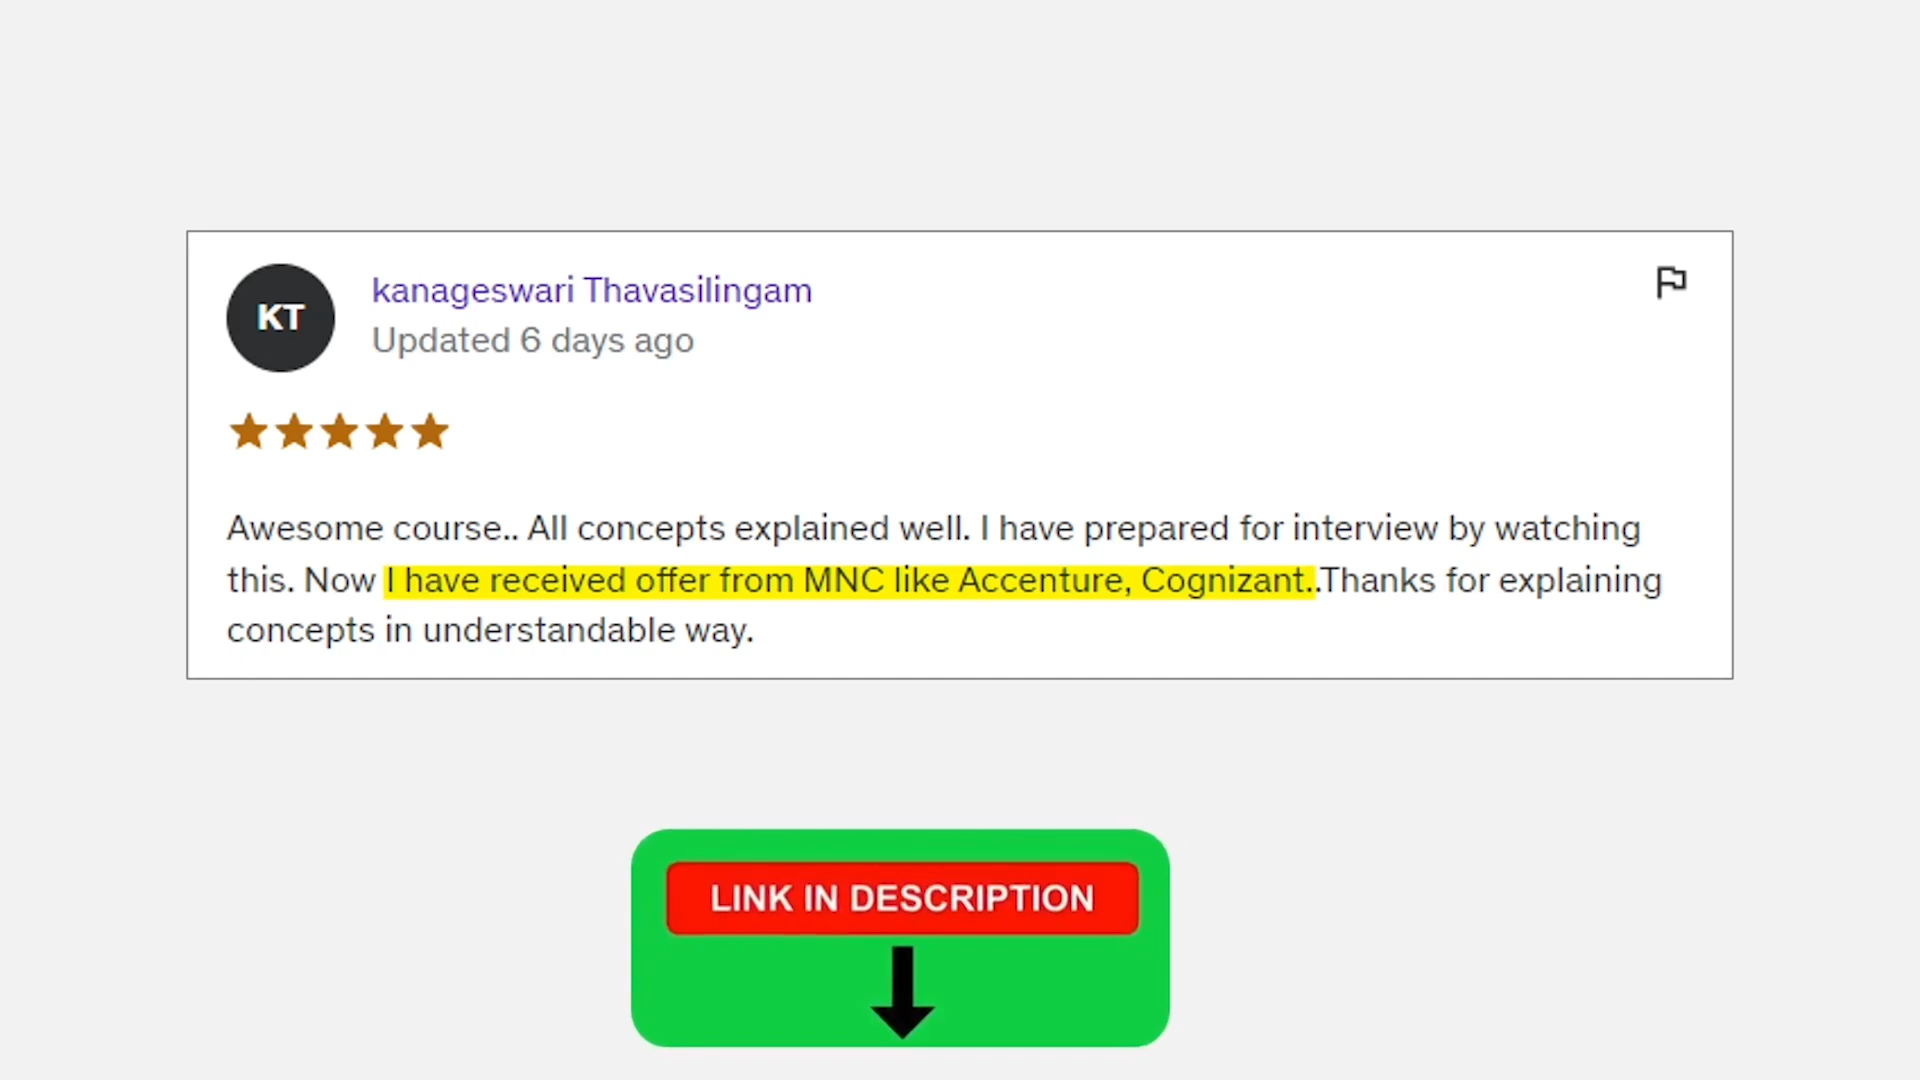 KT
kanageswari Thavasilingam
Updated 6 days ago
Awesome course.. All concepts explained well. I have prepared for interview by watching
this. Now I have received offer from MNC like Accenture, Cognizant...Thanks for explaining
concepts in understandable way.
LINK IN DESCRIPTION